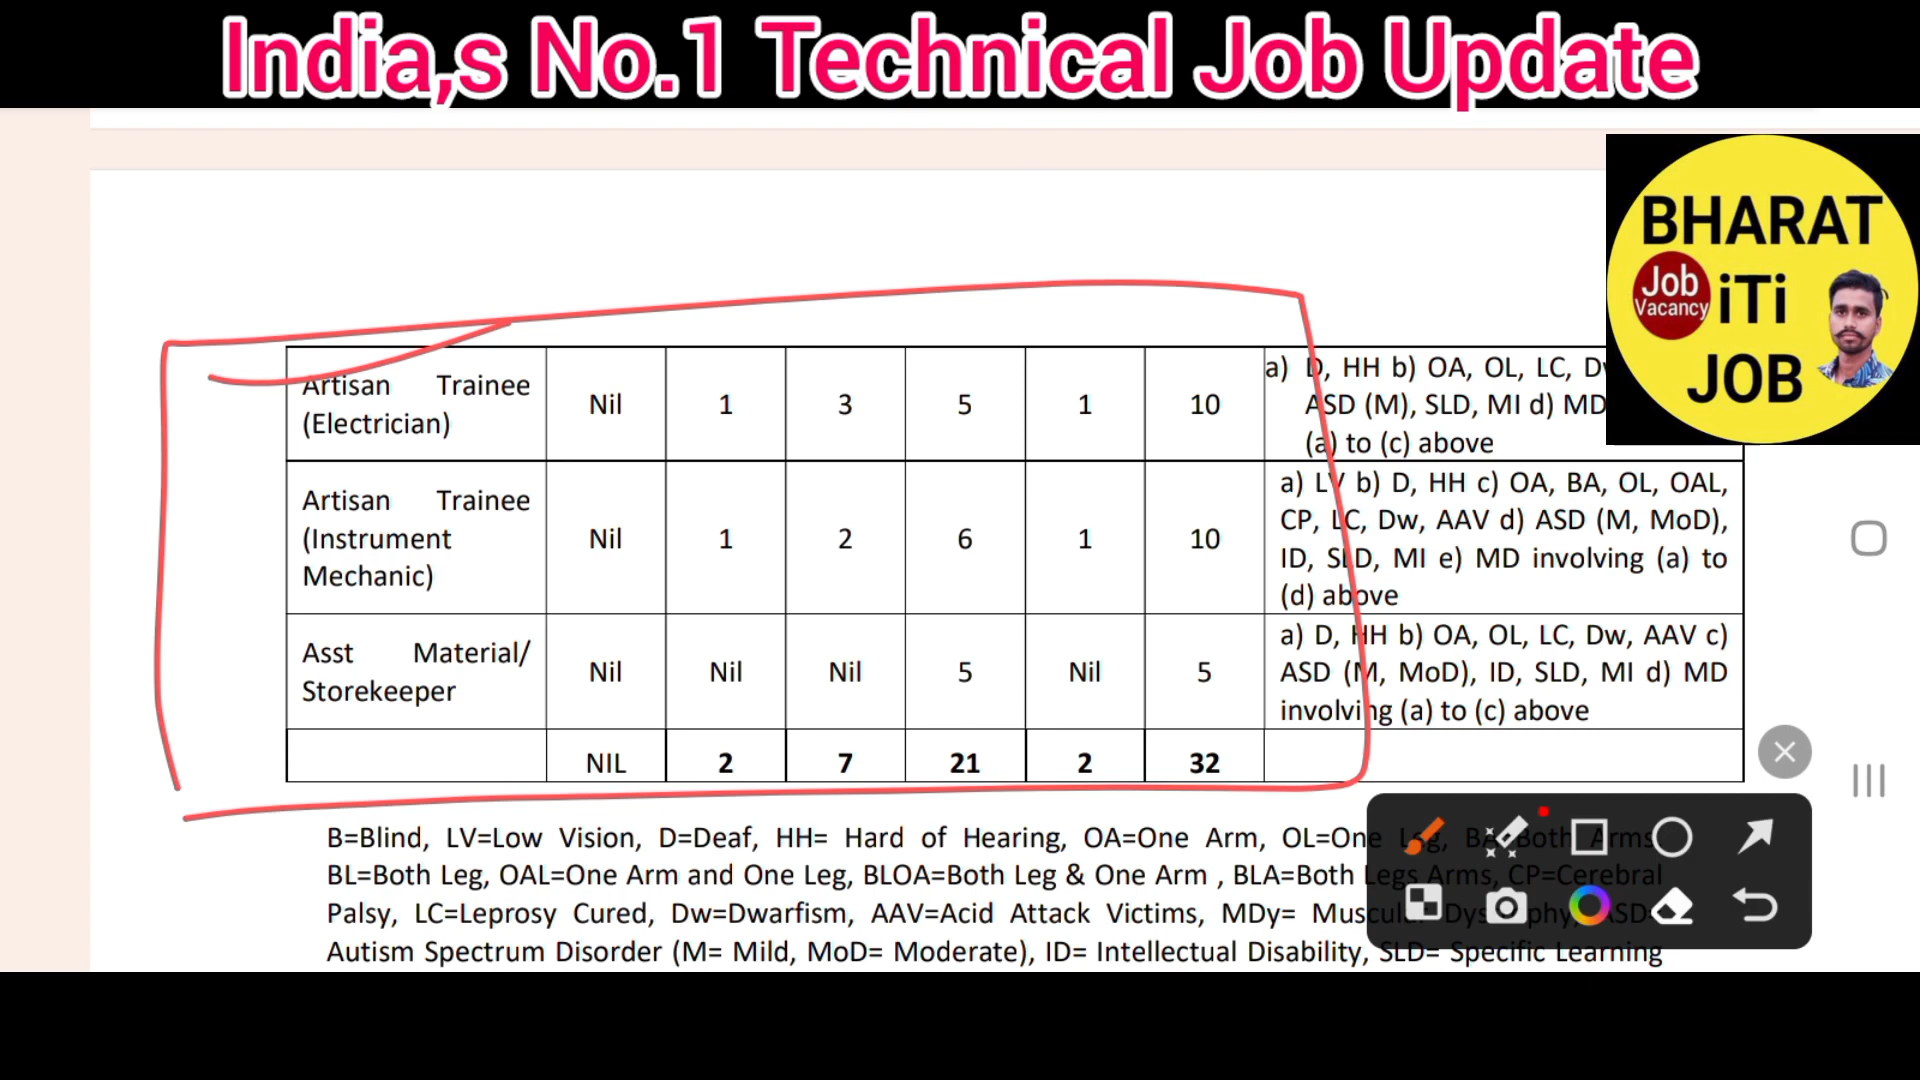 India,s No.1 Technical Job Update
BHARAT
Job
Vacancy
iTi
JOB
Artisan Trainee
(Electrician)
Nil
1
3
5
1
10
a) D, HH b) OA, OL, LC,
ASD (M), SLD, MI d) MD
(a) to (c) above
Artisan Trainee
(Instrument
Mechanic)
Nil
1
2
6
1
10
a) LV b) D, HH c) OA, BA, OL, OAL,
CP, LC, Dw, AAV d) ASD (M, MoD),
ID, SLD, MI e) MD involving (a) to
(d) above
Asst Material/
Storekeeper
Nil
Nil
Nil
5
Nil
5
a) D, HH b) OA, OL, LC, Dw, AAV c)
ASD (M, MoD), ID, SLD, MI d) MD
involving (a) to (c) above
NIL
2
7
21
2
32
B=Blind, LV=Low Vision, D=Deaf, HH= Hard of Hearing, OA=One Arm, OL=One Leg, BA=Both Arms,
BL=Both Leg, OAL=One Arm and One Leg, BLOA=Both Leg & One Arm , BLA=Both Legs Arms, CP=Cerebral
Palsy, LC=Leprosy Cured, Dw=Dwarfism, AAV=Acid Attack Victims, MDy= Muscular Dystrophy, ASD=
Autism Spectrum Disorder (M= Mild, MoD= Moderate), ID= Intellectual Disability, SLD= Specific Learning